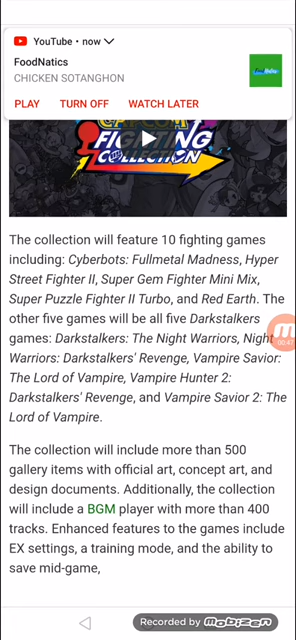 YouTube • now
FoodNatics
CHICKEN SOTANGHON
PLAY TURN OFF WATCH LATER
CAPCOM
FIGHTING
COLLECTION
The collection will feature 10 fighting games
including: Cyberbots: Fullmetal Madness, Hyper
Street Fighter II, Super Gem Fighter Mini Mix,
Super Puzzle Fighter II Turbo, and Red Earth. The
other five games will be all five Darkstalkers
games: Darkstalkers: The Night Warriors, Night
Warriors: Darkstalkers' Revenge, Vampire Savior:
The Lord of Vampire, Vampire Hunter 2:
Darkstalkers' Revenge, and Vampire Savior 2: The
Lord of Vampire.
00:47
The collection will include more than 500
gallery items with official art, concept art, and
design documents. Additionally, the collection
will include a BGM player with more than 400
tracks. Enhanced features to the games include
EX settings, a training mode, and the ability to
save mid-game,
Recorded by mobizen